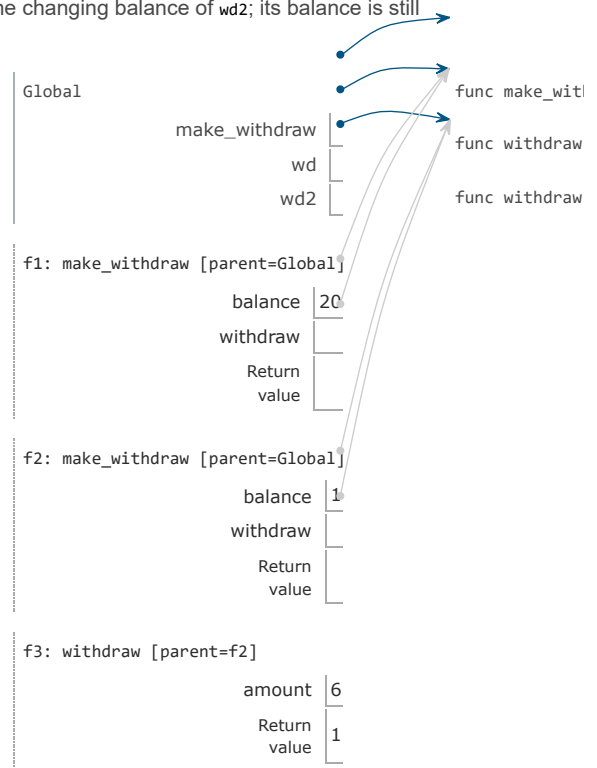 he changing balance of wd2; its balance is still
Global
func make_wit
make_withdraw
func withdraw
wd
wd2
func withdraw
f1: make_withdraw [parent=Global]
balance 20
withdraw
Return
value
f2: make_withdraw [parent=Global]
balance 1
withdraw
Return
value
f3: withdraw [parent=f2]
amount 6
Return
value 1